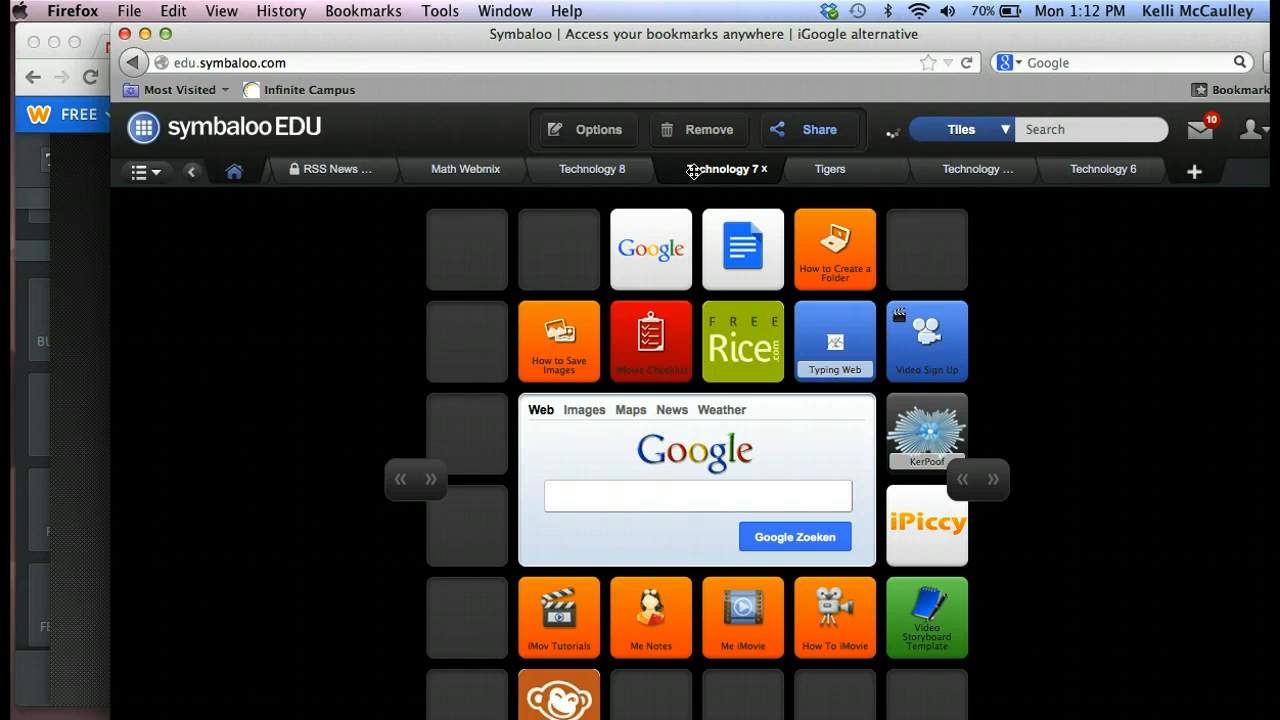 Firefox File Edit View History Bookmarks Tools Window Help 70% Mon 1:12 PM Kelli McCaulley
Symbaloo | Access your bookmarks anywhere | iGoogle alternative
edu.symbaloo.com Google
Most Visited Infinite Campus Bookmark
W FREE
symbaloo EDU Options Remove Share Tiles Search 10
RSS News ... Math Webmix Technology 8 Technology 7 x Tigers Technology ... Technology 6 +
Google
How to Create a
Folder
FREE
Rice.com
How to Save
Images
iMovie Checklist
Typing Web
Video Sign Up
Web Images Maps News Weather
Google
KerPoof
Google Zoeken
iPiccy
iMov Tutorials
Me Notes
Me iMovie
How To iMovie
Video
Storyboard
Template